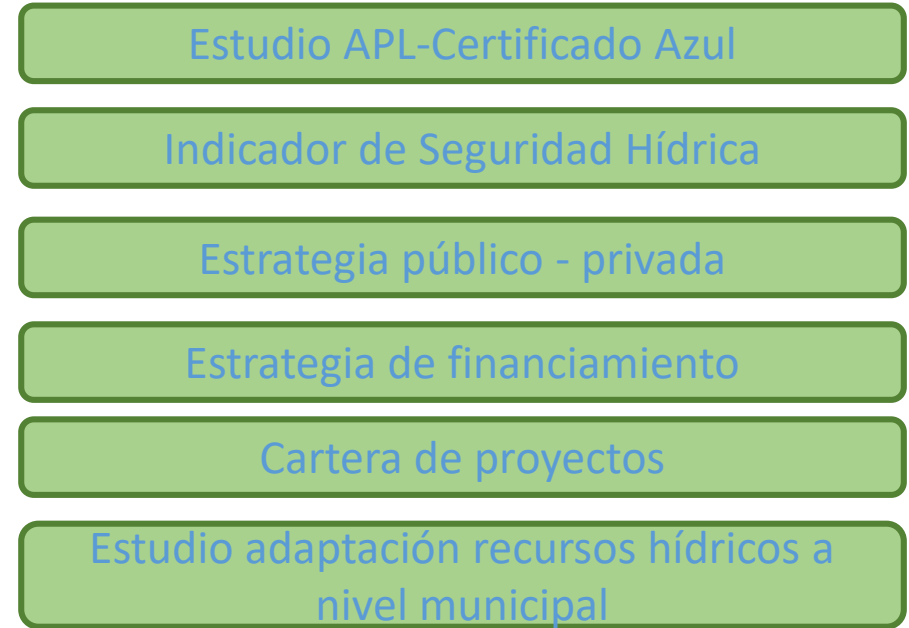 Estudio APL-Certificado Azul
Indicador de Seguridad Hídrica
Estrategia público - privada
Estrategia de financiamiento
Cartera de proyectos
Estudio adaptación recursos hídricos a
nivel municipal